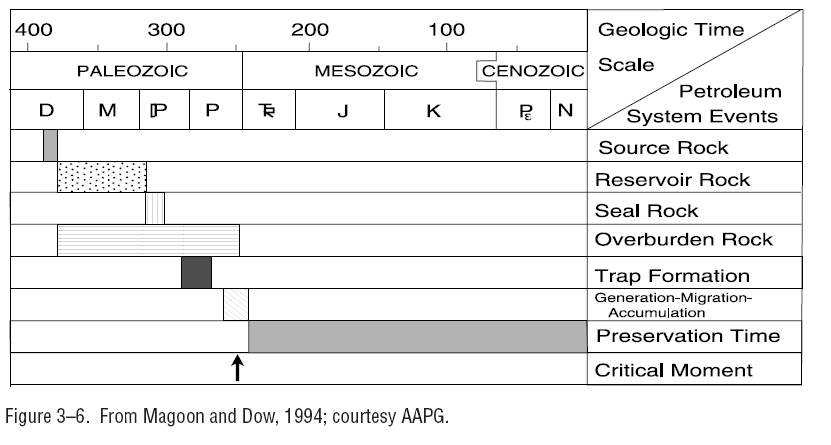 400 300 200 100 Geologic Time
PALEOZOIC MESOZOIC CENOZOIC Scale
Petroleum
D M P P TR J K Pε N System Events
Source Rock
Reservoir Rock
Seal Rock
Overburden Rock
Trap Formation
Generation-Migration-
Accumulation
Preservation Time
Critical Moment
Figure 3–6. From Magoon and Dow, 1994; courtesy AAPG.